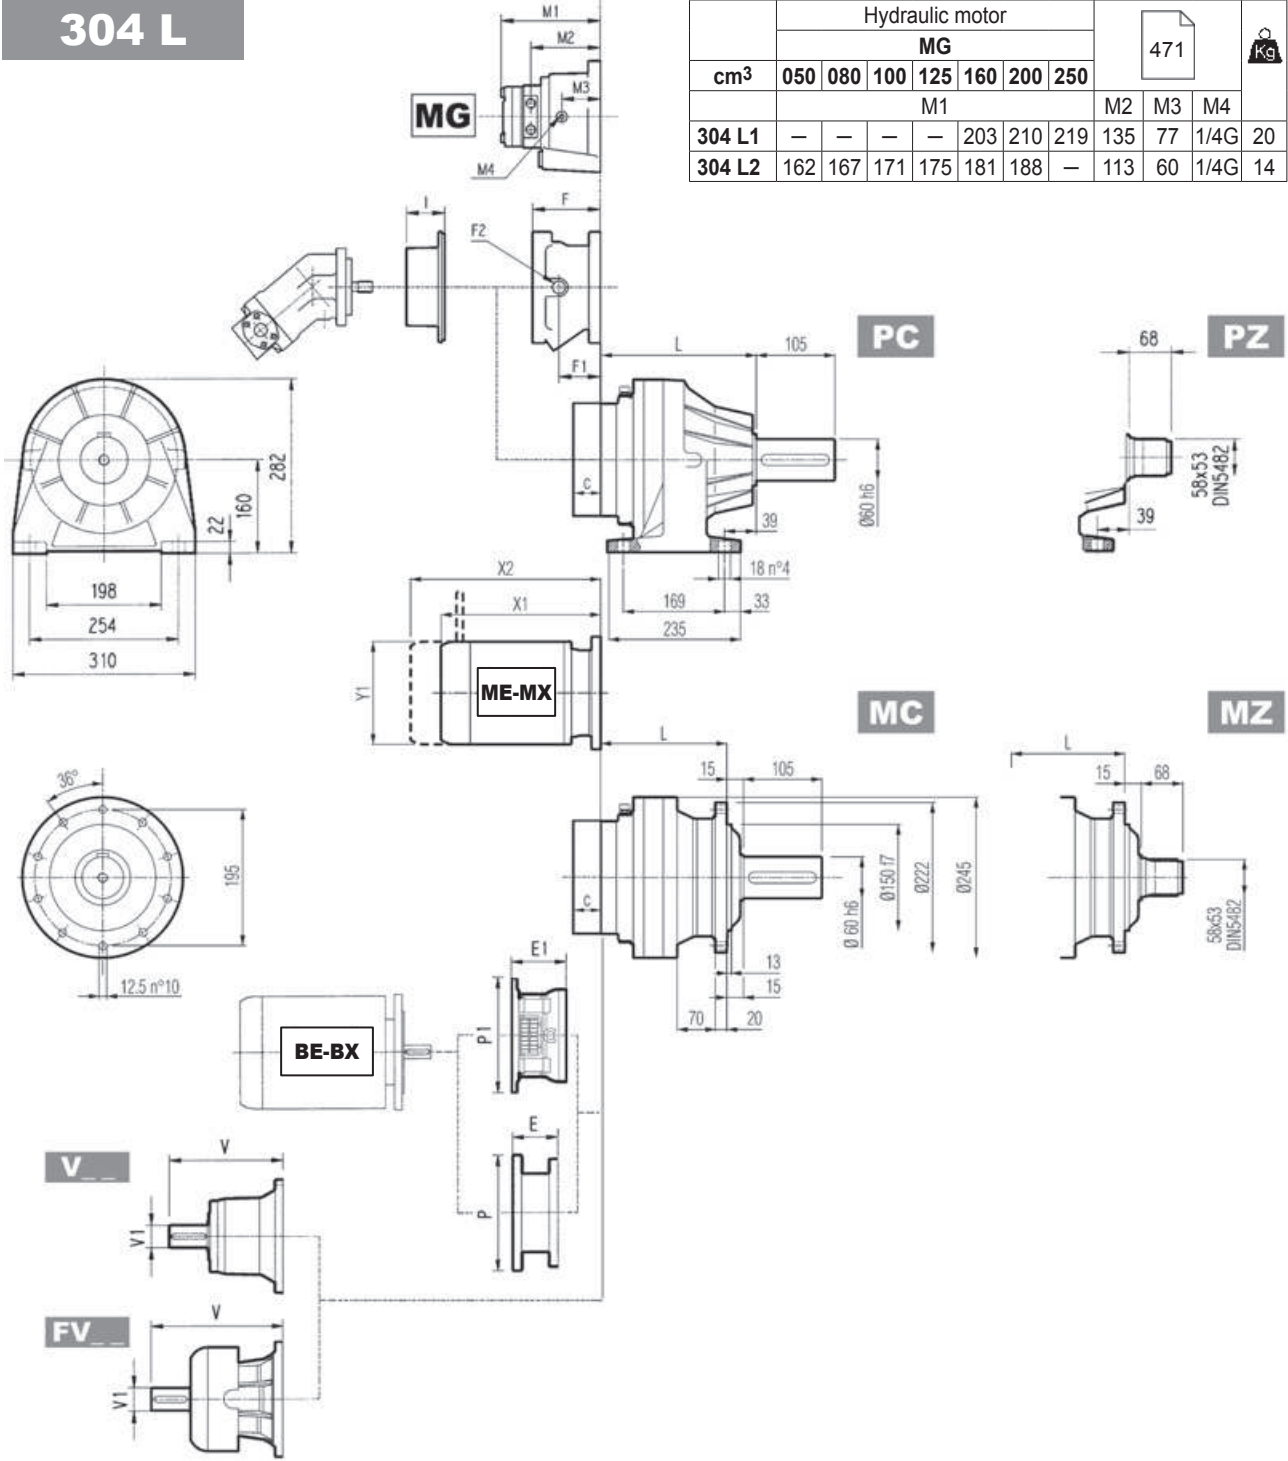 304 L
Hydraulic motor
MG
471
Kg
cm3 050 080 100 125 160 200 250
M1 M2 M3 M4
304 L1 — — — — 203 210 219 135 77 1/4G 20
304 L2 162 167 171 175 181 188 — 113 60 1/4G 14
M1
M2
M3
MG
M4
I
F
F2
F1
PC
PZ
L
105
68
282
160
22
C
39
Ø60 h6
18 n°4
58x53
DIN5482
39
198
254
310
169
33
235
X2
X1
Y1
ME-MX
MC
MZ
L
15
105
L
15
68
36°
195
12.5 n°10
C
Ø 60 h6
Ø150 f7
Ø222
Ø245
58x53
DIN5482
13
15
70
20
E1
P1
BE-BX
E
P
V_ _
V
V1
FV_ _
V
V1